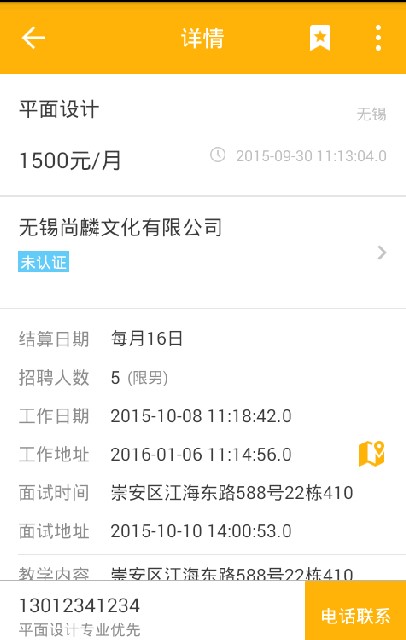 详情
平面设计
无锡
1500元/月
2015-09-30 11:13:04.0
无锡尚麟文化有限公司
未认证
结算日期 每月16日
招聘人数 5 (限男)
工作日期 2015-10-08 11:18:42.0
工作地址 2016-01-06 11:14:56.0
面试时间 崇安区江海东路588号22栋410
面试地址 2015-10-10 14:00:53.0
教学内容 崇安区江海东路588号22栋410
13012341234
平面设计专业优先
电话联系